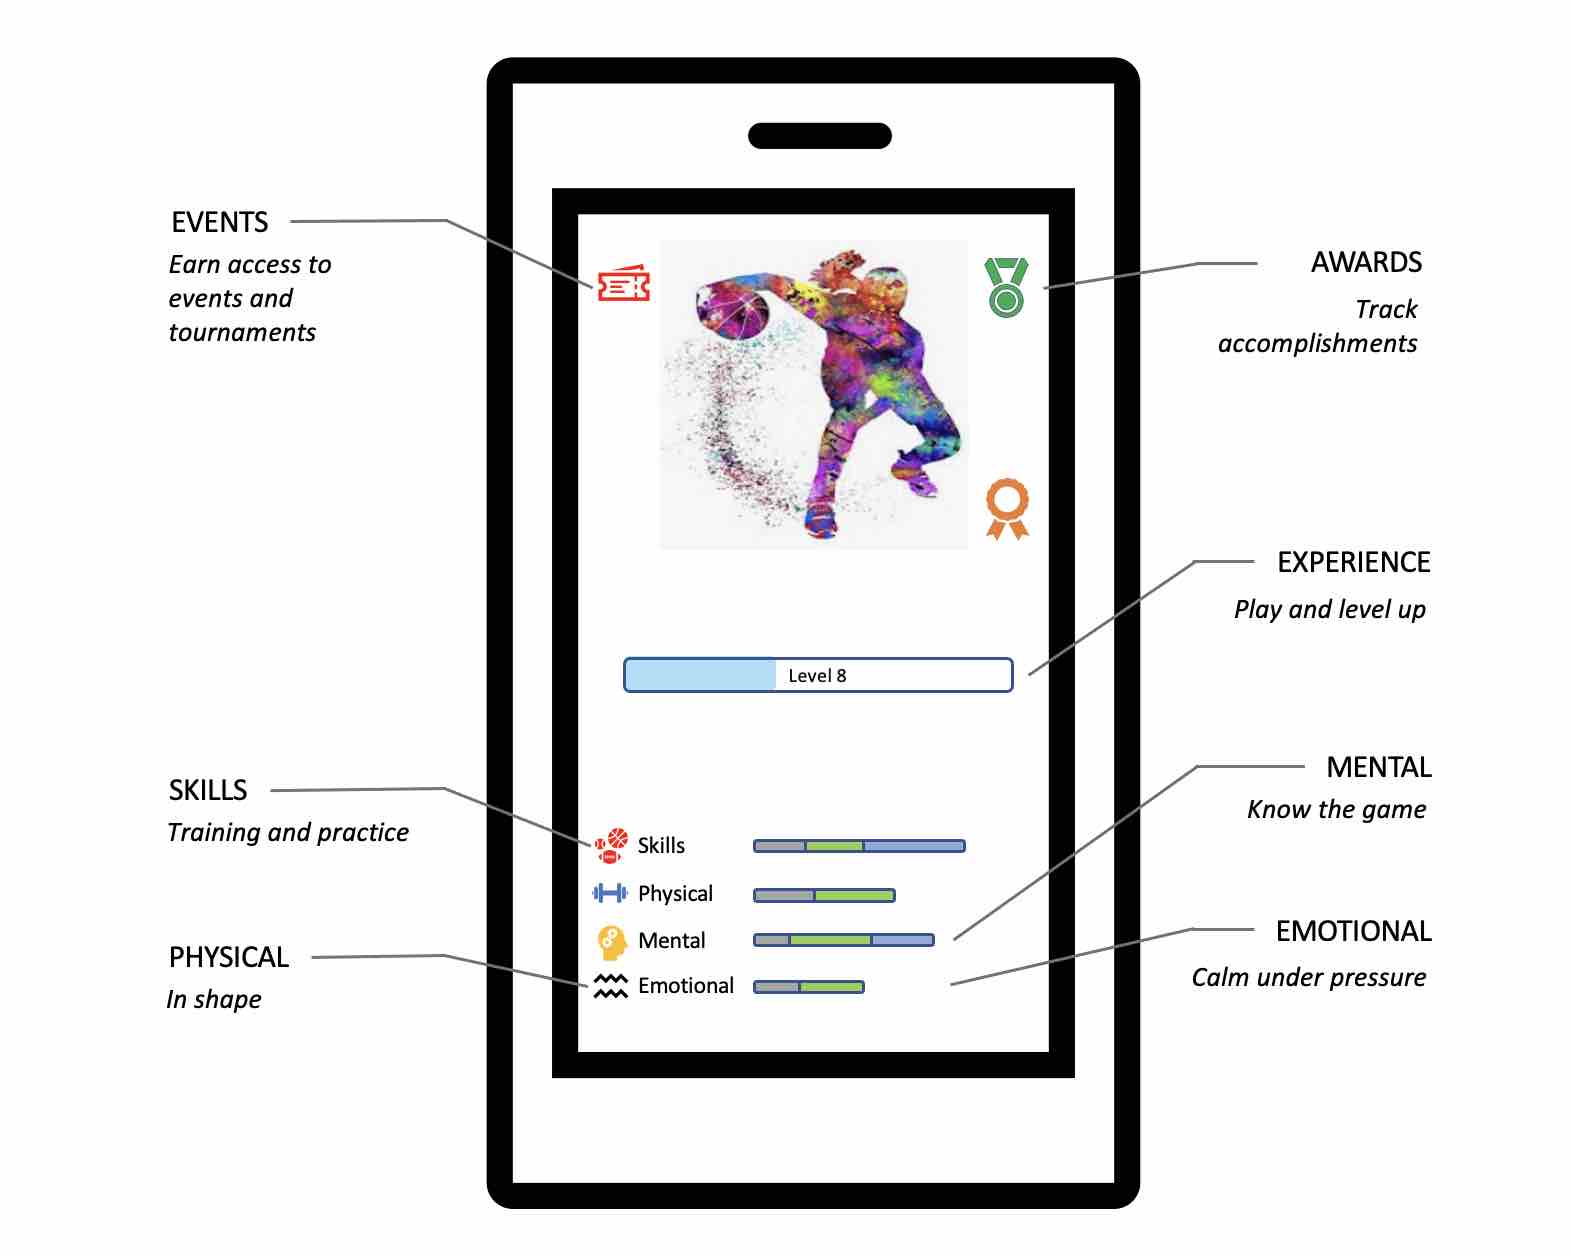 EVENTS
Earn access to
events and
tournaments
AWARDS
Track
accomplishments
EXPERIENCE
Play and level up
Level 8
SKILLS
Training and practice
MENTAL
Know the game
Skills
Physical
Mental
Emotional
PHYSICAL
In shape
EMOTIONAL
Calm under pressure